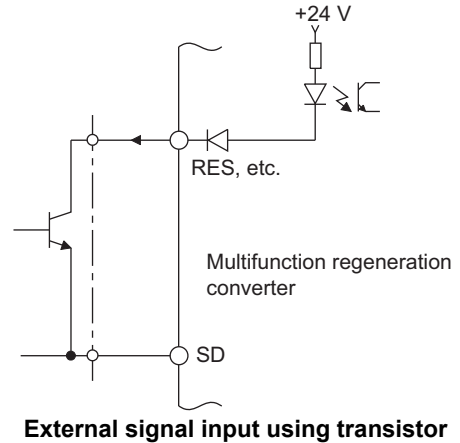 +24 V
RES, etc.
Multifunction regeneration
converter
SD
External signal input using transistor